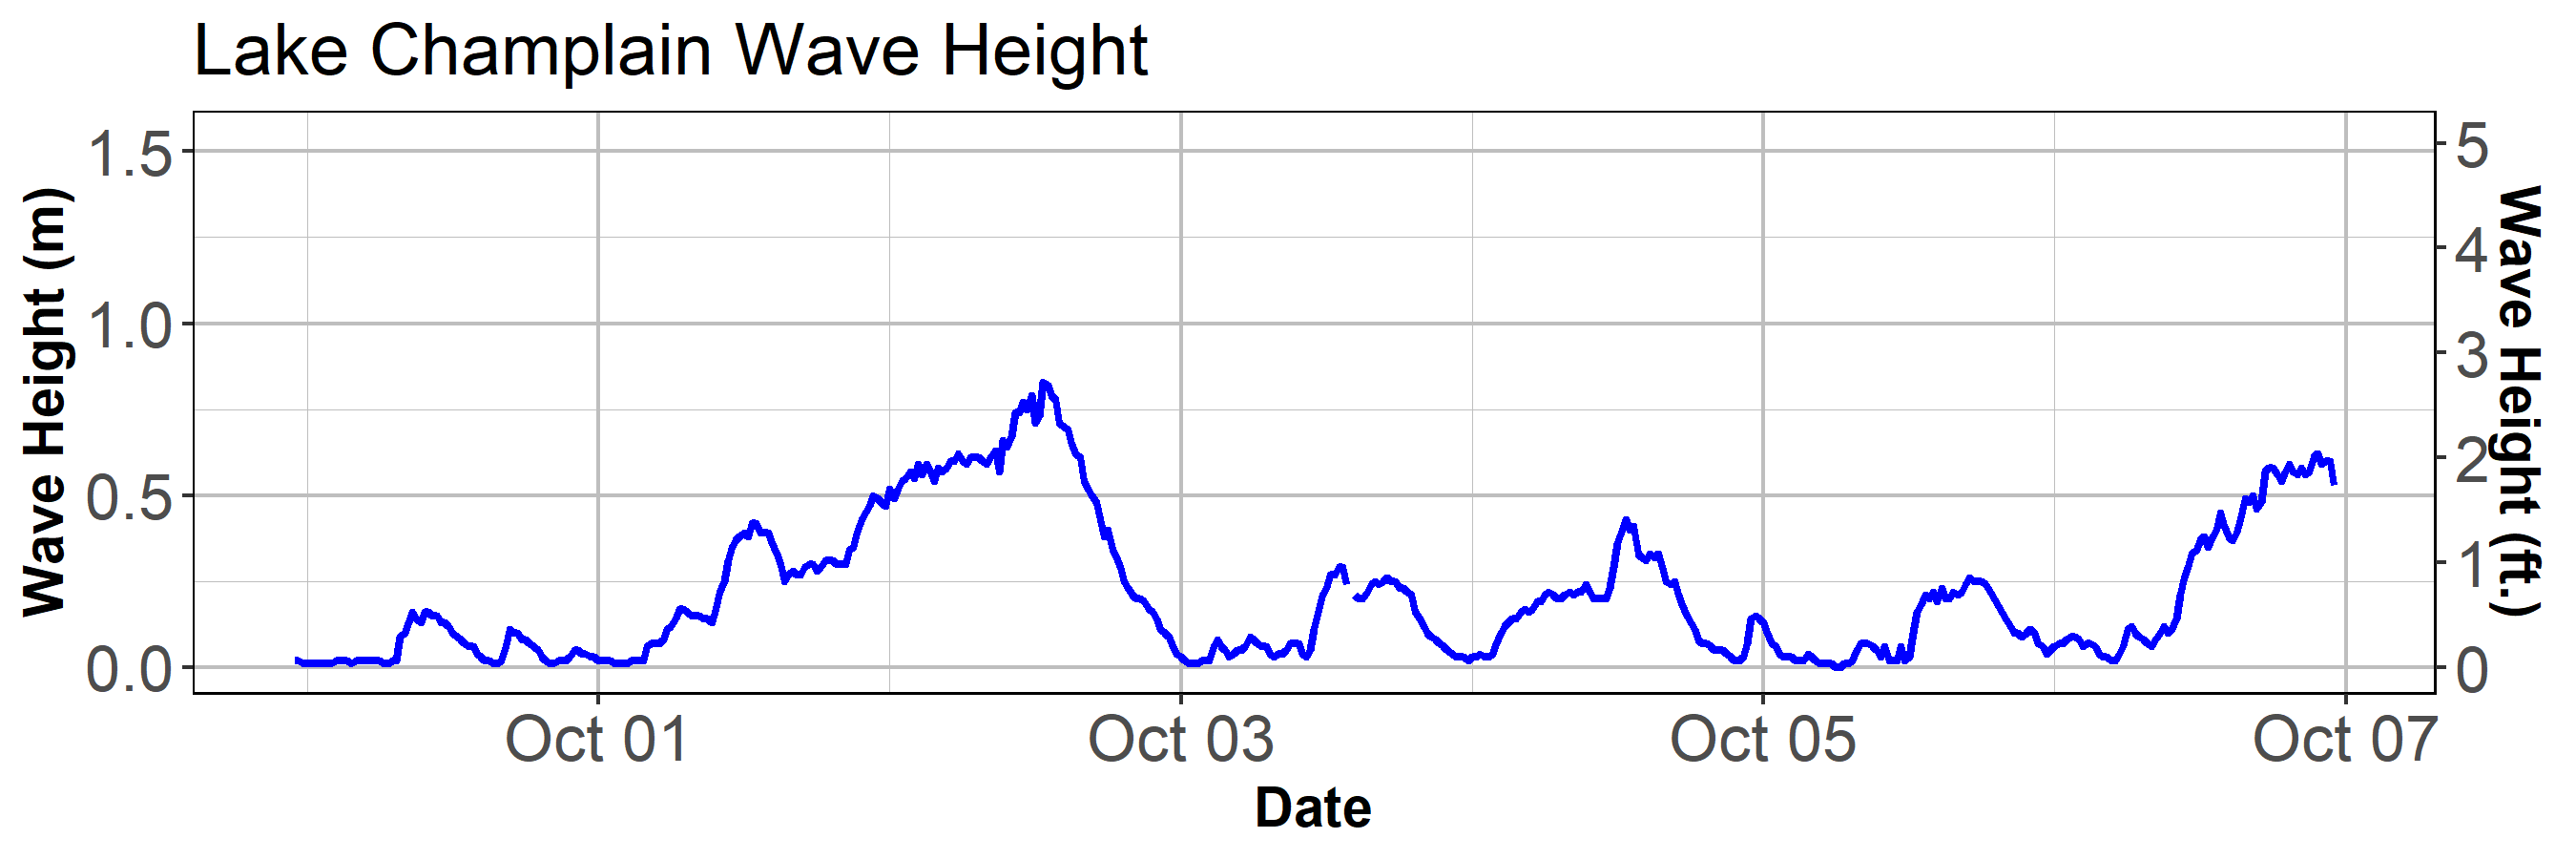 Lake Champlain Wave Height
Wave Height (m)
1.5
1.0
0.5
0.0
5
4
3
2
1
0
Wave Height (ft.)
Oct 01
Oct 03
Oct 05
Oct 07
Date